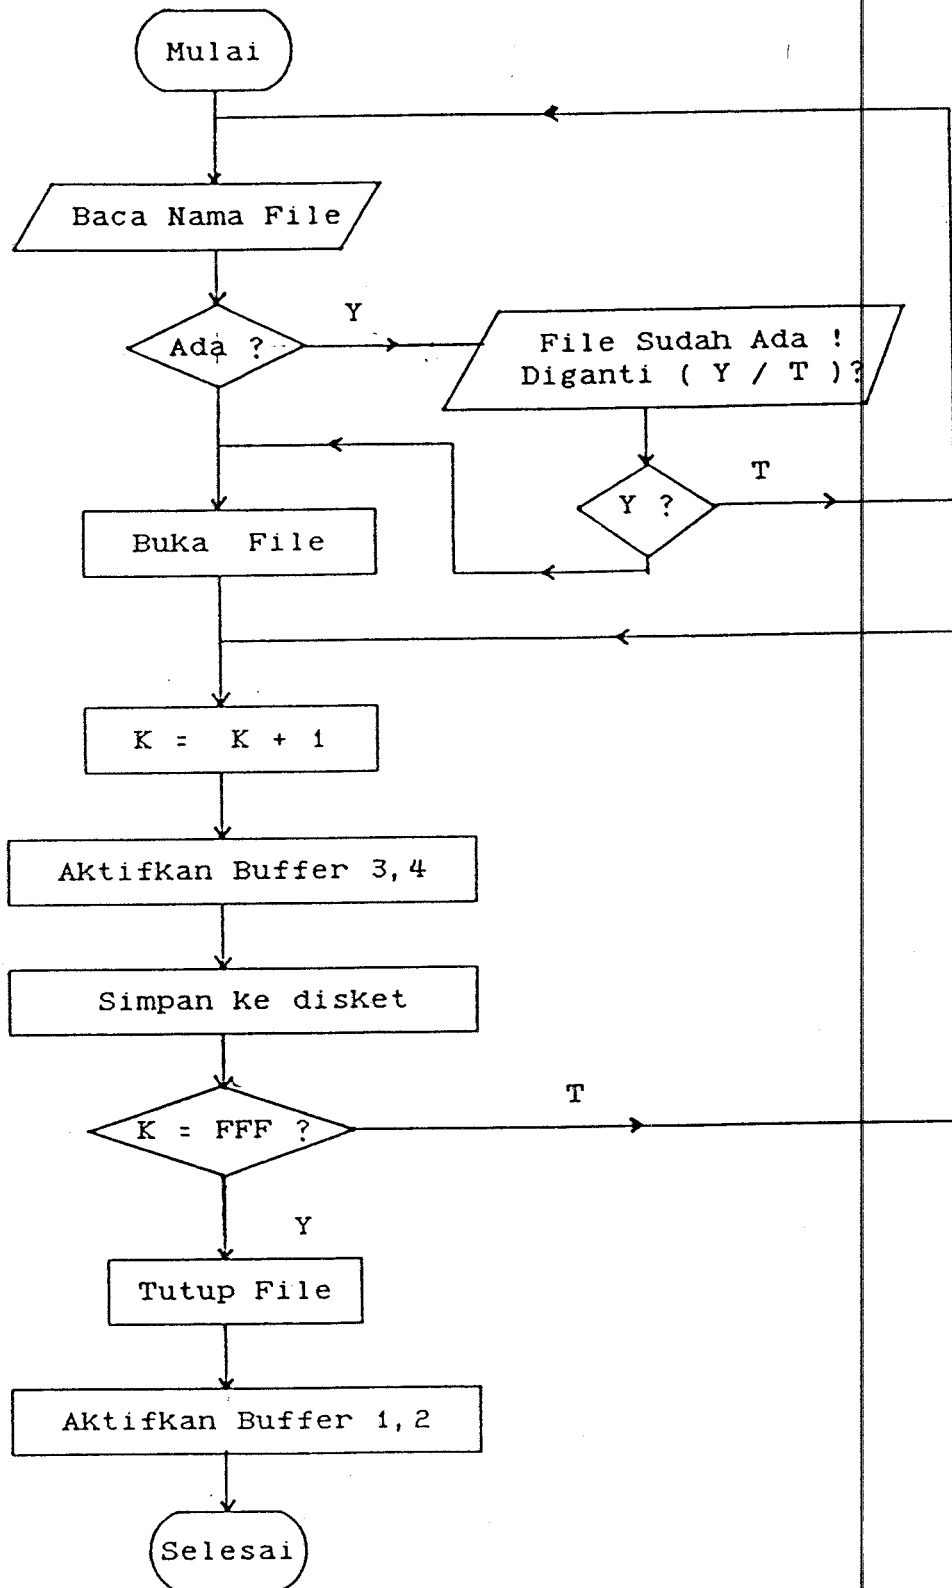 Mulai
Baca Nama File
Ada ?
Y
File Sudah Ada !
Diganti ( Y / T )?
Y ?
T
Buka File
K = K + 1
Aktifkan Buffer 3,4
Simpan ke disket
K = FFF ?
T
Y
Tutup File
Aktifkan Buffer 1,2
Selesai